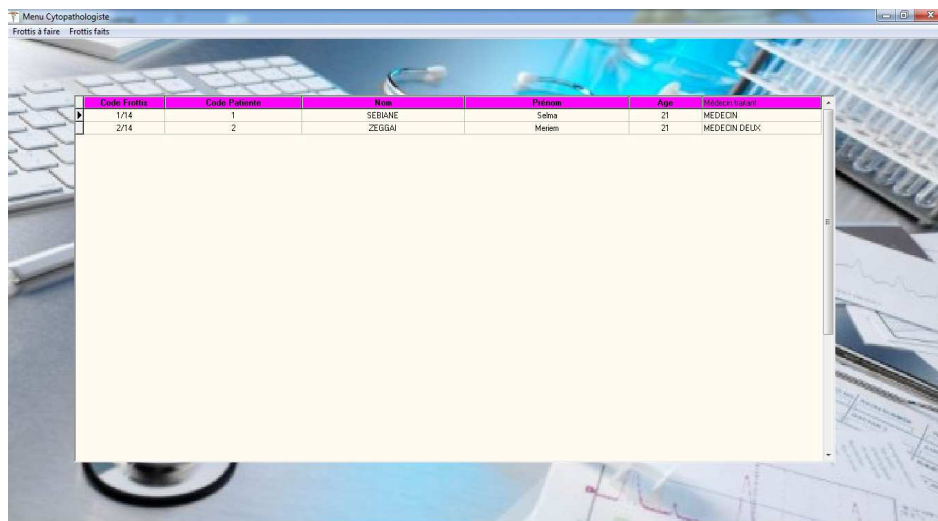 Menu Cytopathologiste
Frottis à faire Frottis faits
Code Frottis Code Patiente Nom Prénom Age Médecin traitant
1/14 1 SEBIANE Selma 21 MEDECIN
2/14 2 ZEGGAI Meriem 21 MEDECIN DEUX